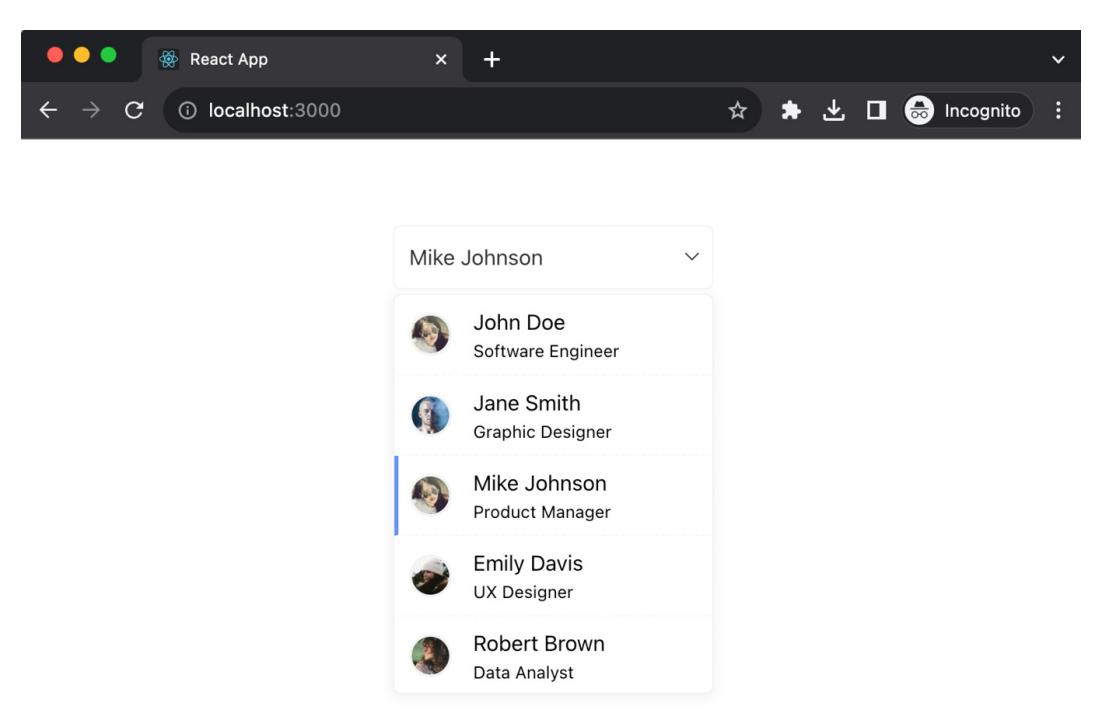 React App
localhost:3000
Incognito
Mike Johnson
John Doe
Software Engineer
Jane Smith
Graphic Designer
Mike Johnson
Product Manager
Emily Davis
UX Designer
Robert Brown
Data Analyst